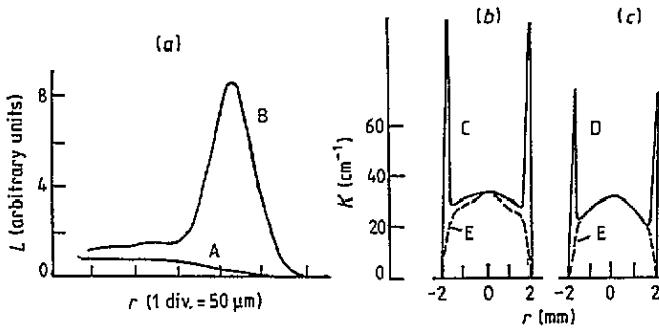 (a)
(b)
(c)
L (arbitrary units)
8
4
0
B
A
r (1 div. = 50 μm)
K (cm⁻¹)
60
40
20
0
C
E
D
E
-2
0
2
-2
0
2
r (mm)